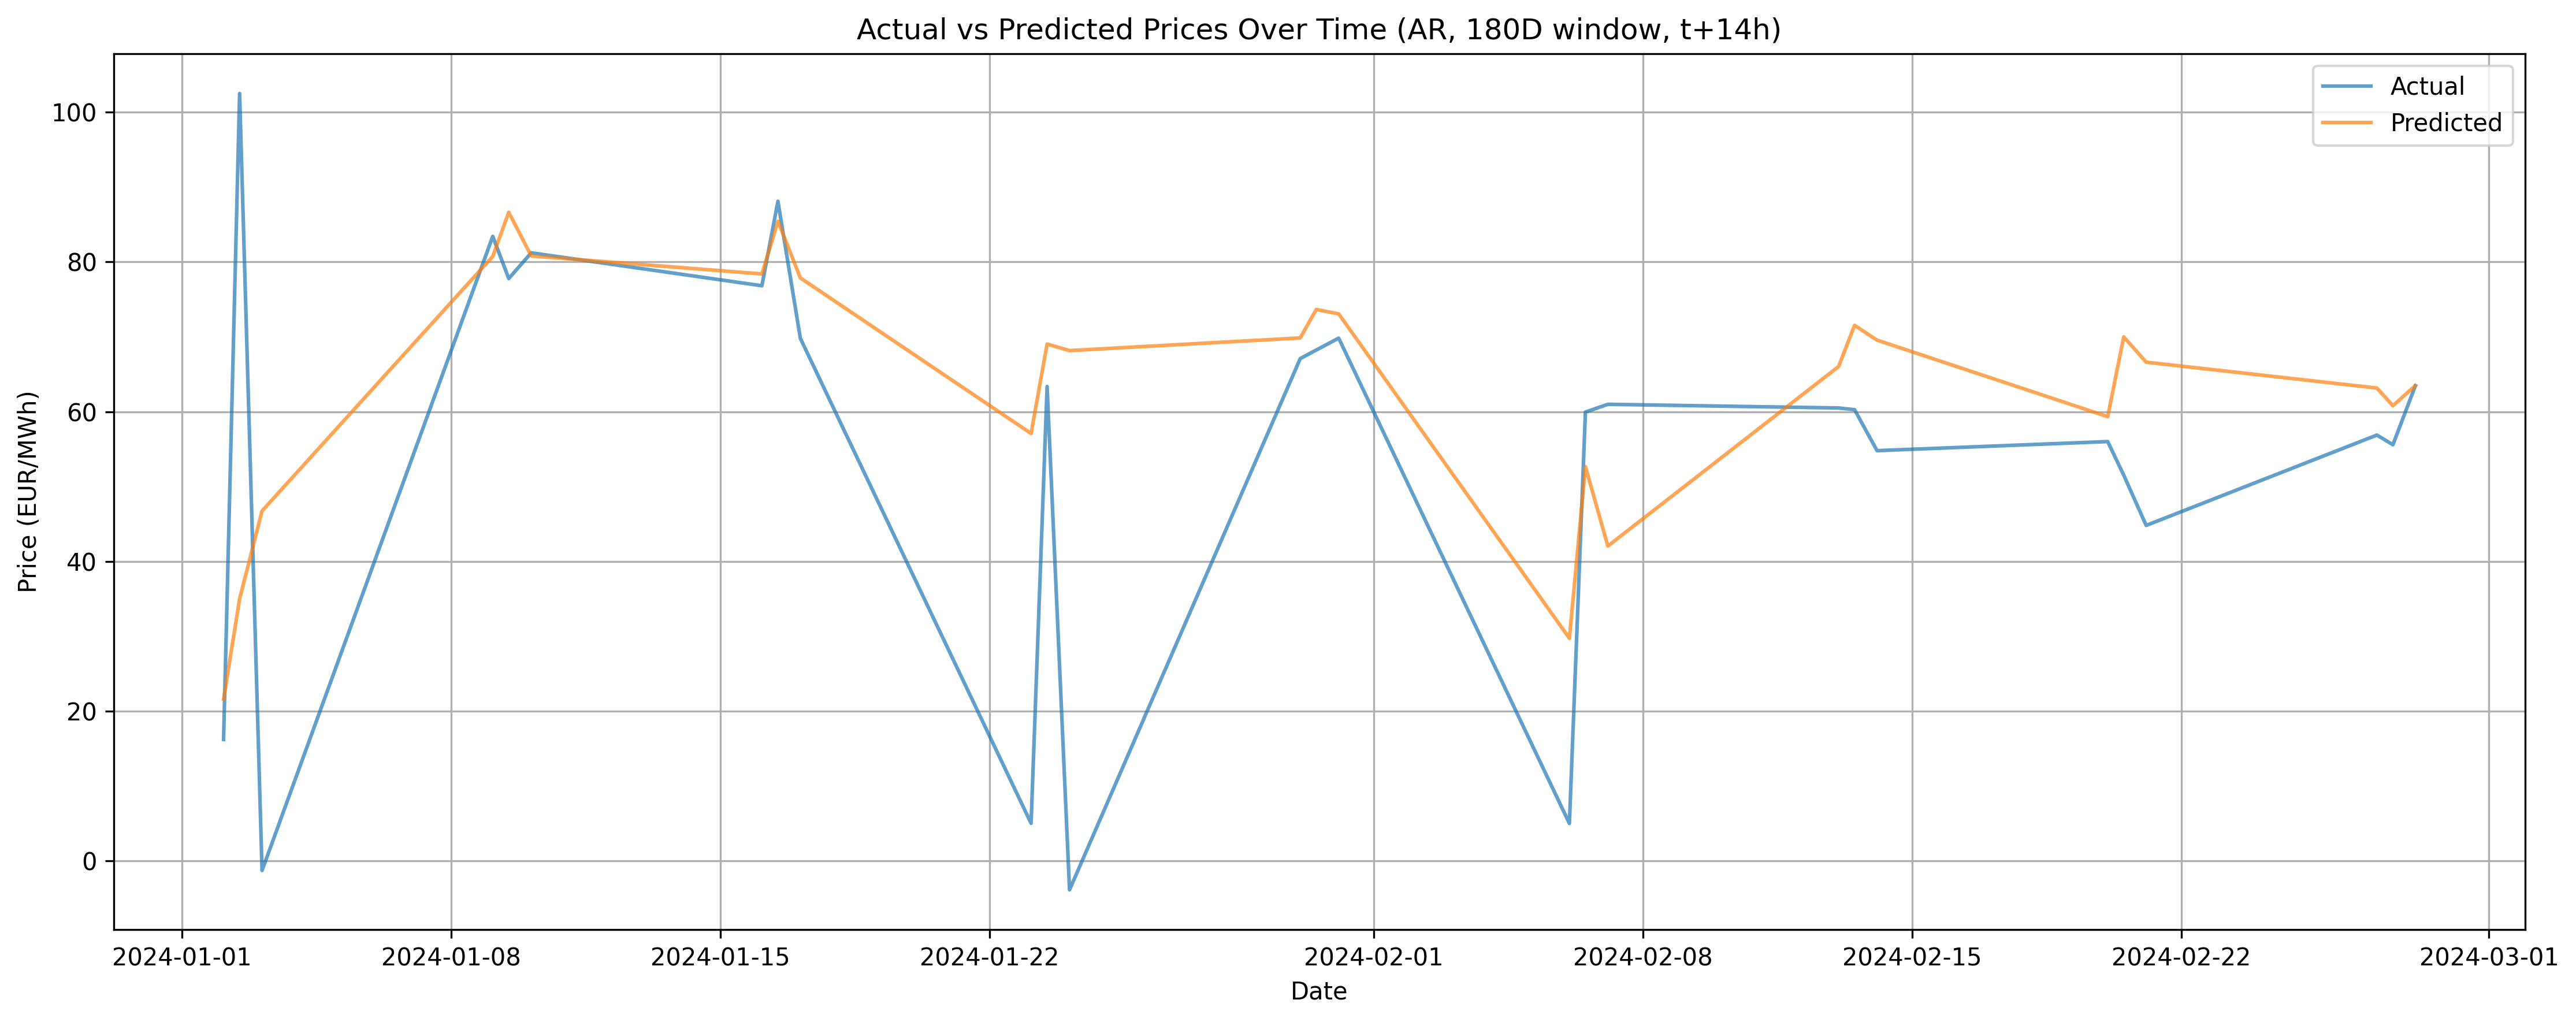 Actual vs Predicted Prices Over Time (AR, 180D window, t+14h)
Actual
Predicted
Price (EUR/MWh)
100
80
60
40
20
0
2024-01-01 2024-01-08 2024-01-15 2024-01-22 2024-02-01 2024-02-08 2024-02-15 2024-02-22 2024-03-01
Date